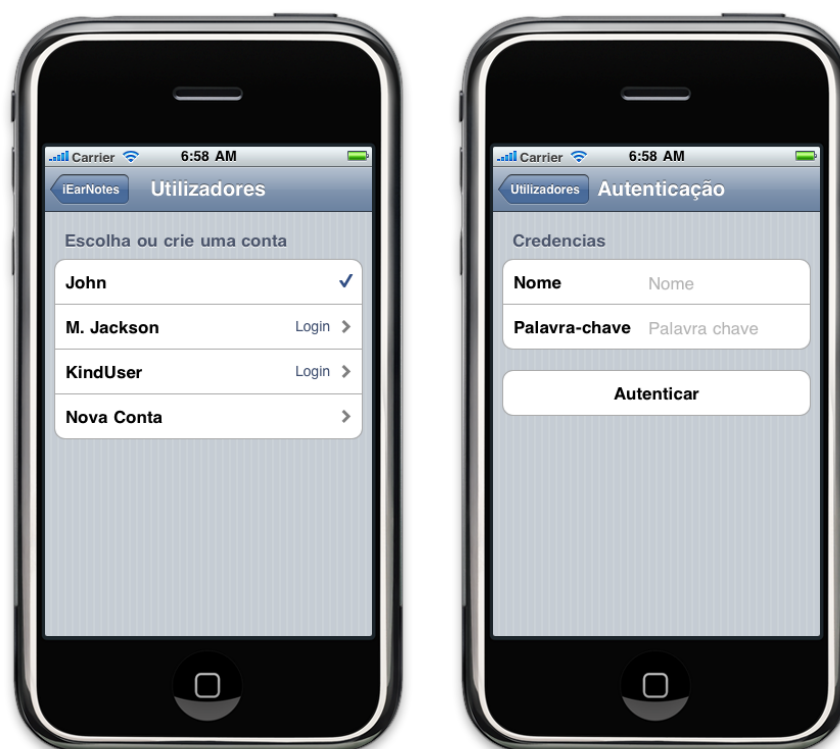 Carrier 6:58 AM
iEarNotes Utilizadores
Escolha ou crie uma conta
John
M. Jackson Login
KindUser Login
Nova Conta
Carrier 6:58 AM
Utilizadores Autenticação
Credencias
Nome Nome
Palavra-chave Palavra chave
Autenticar